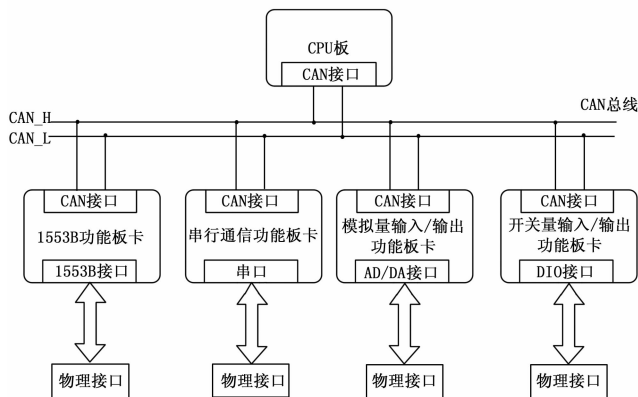 CPU板
CAN接口
CAN_H
CAN总线
CAN_L
CAN接口
CAN接口
CAN接口
CAN接口
1553B功能板卡
串行通信功能板卡
模拟量输入/输出
功能板卡
开关量输入/输出
功能板卡
1553B接口
串口
AD/DA接口
DIO接口
物理接口
物理接口
物理接口
物理接口